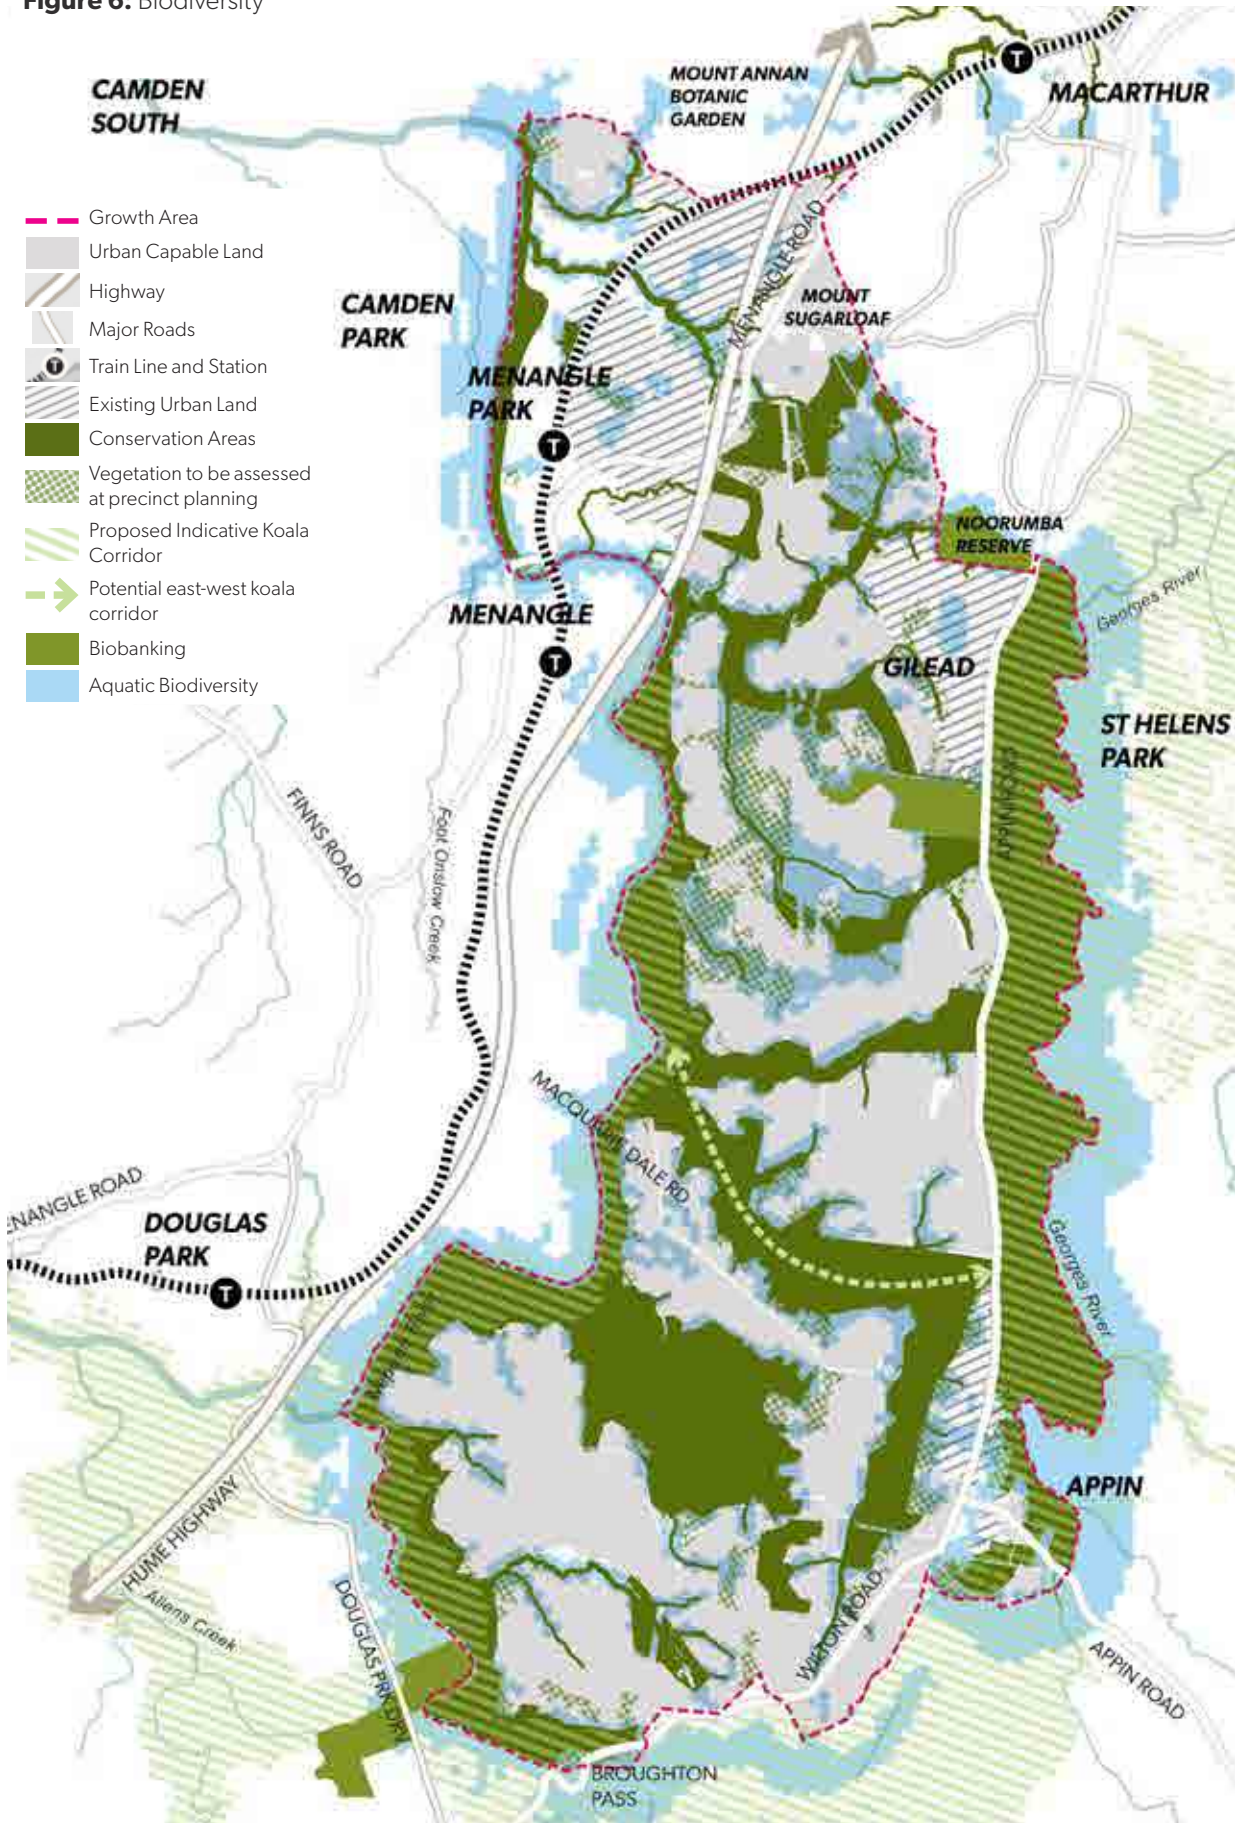 Figure 6: Biodiversity
CAMDEN
SOUTH
MOUNT ANNAN
BOTANIC
GARDEN
T
MACARTHUR
Growth Area
Urban Capable Land
Highway
Major Roads
T
Train Line and Station
Existing Urban Land
Conservation Areas
Vegetation to be assessed
at precinct planning
Proposed Indicative Koala
Corridor
Potential east-west koala
corridor
Biobanking
Aquatic Biodiversity
CAMDEN
PARK
MENANGLE ROAD
MOUNT
SUGARLOAF
MENANGLE
PARK
T
NOORUMBA
RESERVE
Georges River
MENANGLE
T
GILEAD
ST HELENS
PARK
FINNS ROAD
Foot Onslow Creek
MACQUARIE DALE RD
NANGLE ROAD
DOUGLAS
PARK
T
Georges River
APPIN
HUME HIGHWAY
Allens Creek
DOUGLAS PRK DRV
WILTON ROAD
APPIN ROAD
BROUGHTON
PASS